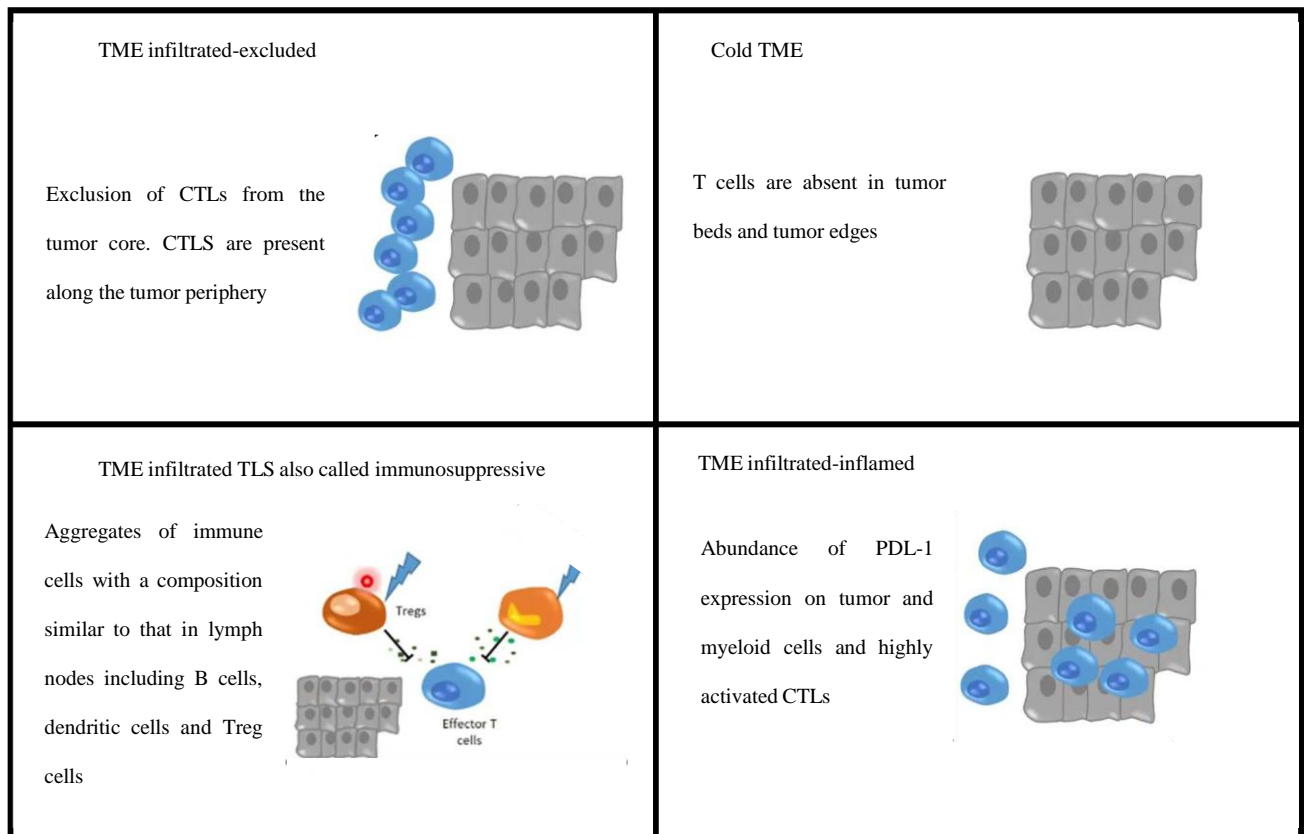 TME infiltrated-excluded
Exclusion of CTLs from the
tumor core. CTLS are present
along the tumor periphery
Cold TME
T cells are absent in tumor
beds and tumor edges
TME infiltrated TLS also called immunosuppressive
Aggregates of immune
cells with a composition
similar to that in lymph
nodes including B cells,
dendritic cells and Treg
cells
Tregs
Effector T
cells
TME infiltrated-inflamed
Abundance of PDL-1
expression on tumor and
myeloid cells and highly
activated CTLs